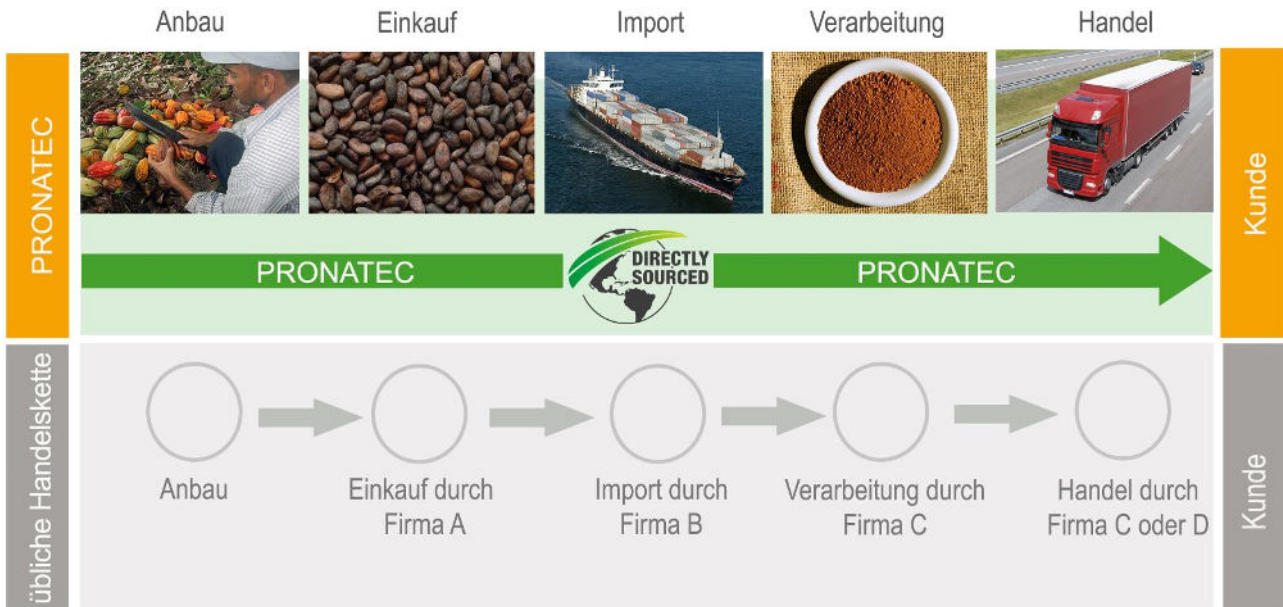 Anbau
Einkauf
Import
Verarbeitung
Handel
PRONATEC
PRONATEC
DIRECTLY
SOURCED
PRONATEC
Kunde
übliche Handelskette
Anbau
Einkauf durch
Firma A
Import durch
Firma B
Verarbeitung durch
Firma C
Handel durch
Firma C oder D
Kunde